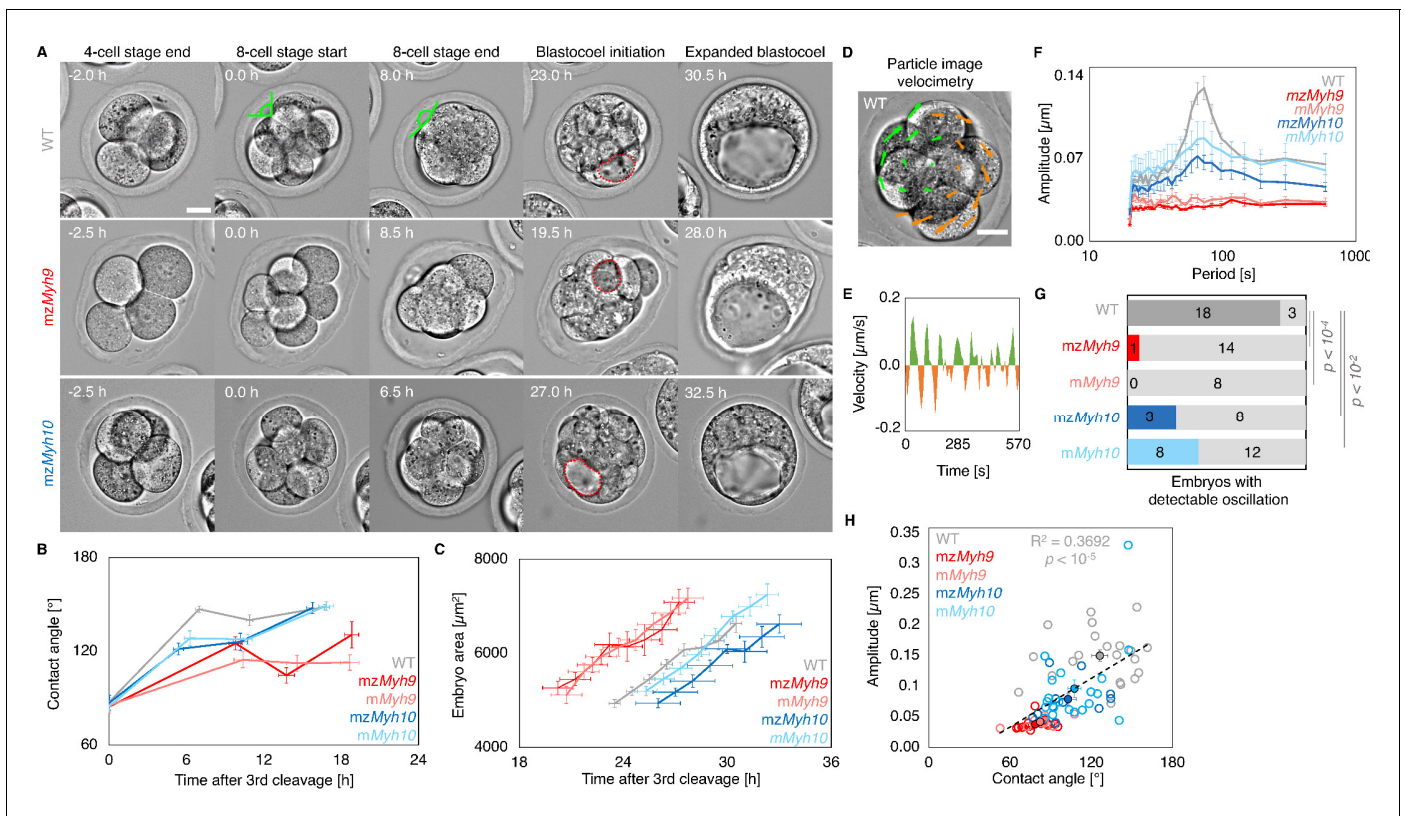 A
4-cell stage end
8-cell stage start
8-cell stage end
Blastocoel initiation
Expanded blastocoel
WT
-2.0 h
0.0 h
8.0 h
23.0 h
30.5 h
mzMyh9
-2.5 h
0.0 h
8.5 h
19.5 h
28.0 h
mzMyh10
-2.5 h
0.0 h
6.5 h
27.0 h
32.5 h
B
Contact angle [°]
180
120
60
0
6
12
18
24
Time after 3rd cleavage [h]
WT
mzMyh9
mMyh9
mzMyh10
mMyh10
C
Embryo area [µm²]
8000
6000
4000
18
24
30
36
Time after 3rd cleavage [h]
WT
mzMyh9
mMyh9
mzMyh10
mMyh10
D
Particle image
velocimetry
WT
E
Velocity [µm/s]
0.2
0.0
-0.2
0
285
570
Time [s]
F
Amplitude [µm]
0.14
0.07
0.00
10
100
1000
Period [s]
WT
mzMyh9
mMyh9
mzMyh10
mMyh10
G
WT
18
3
mzMyh9
1
14
mMyh9
0
8
mzMyh10
3
8
mMyh10
8
12
p < 10⁻⁴
p < 10⁻²
Embryos with
detectable oscillation
H
Amplitude [µm]
0.35
0.30
0.25
0.20
0.15
0.10
0.05
0.00
0
60
120
180
Contact angle [°]
WT
mzMyh9
mMyh9
mzMyh10
mMyh10
R² = 0.3692
p < 10⁻⁵